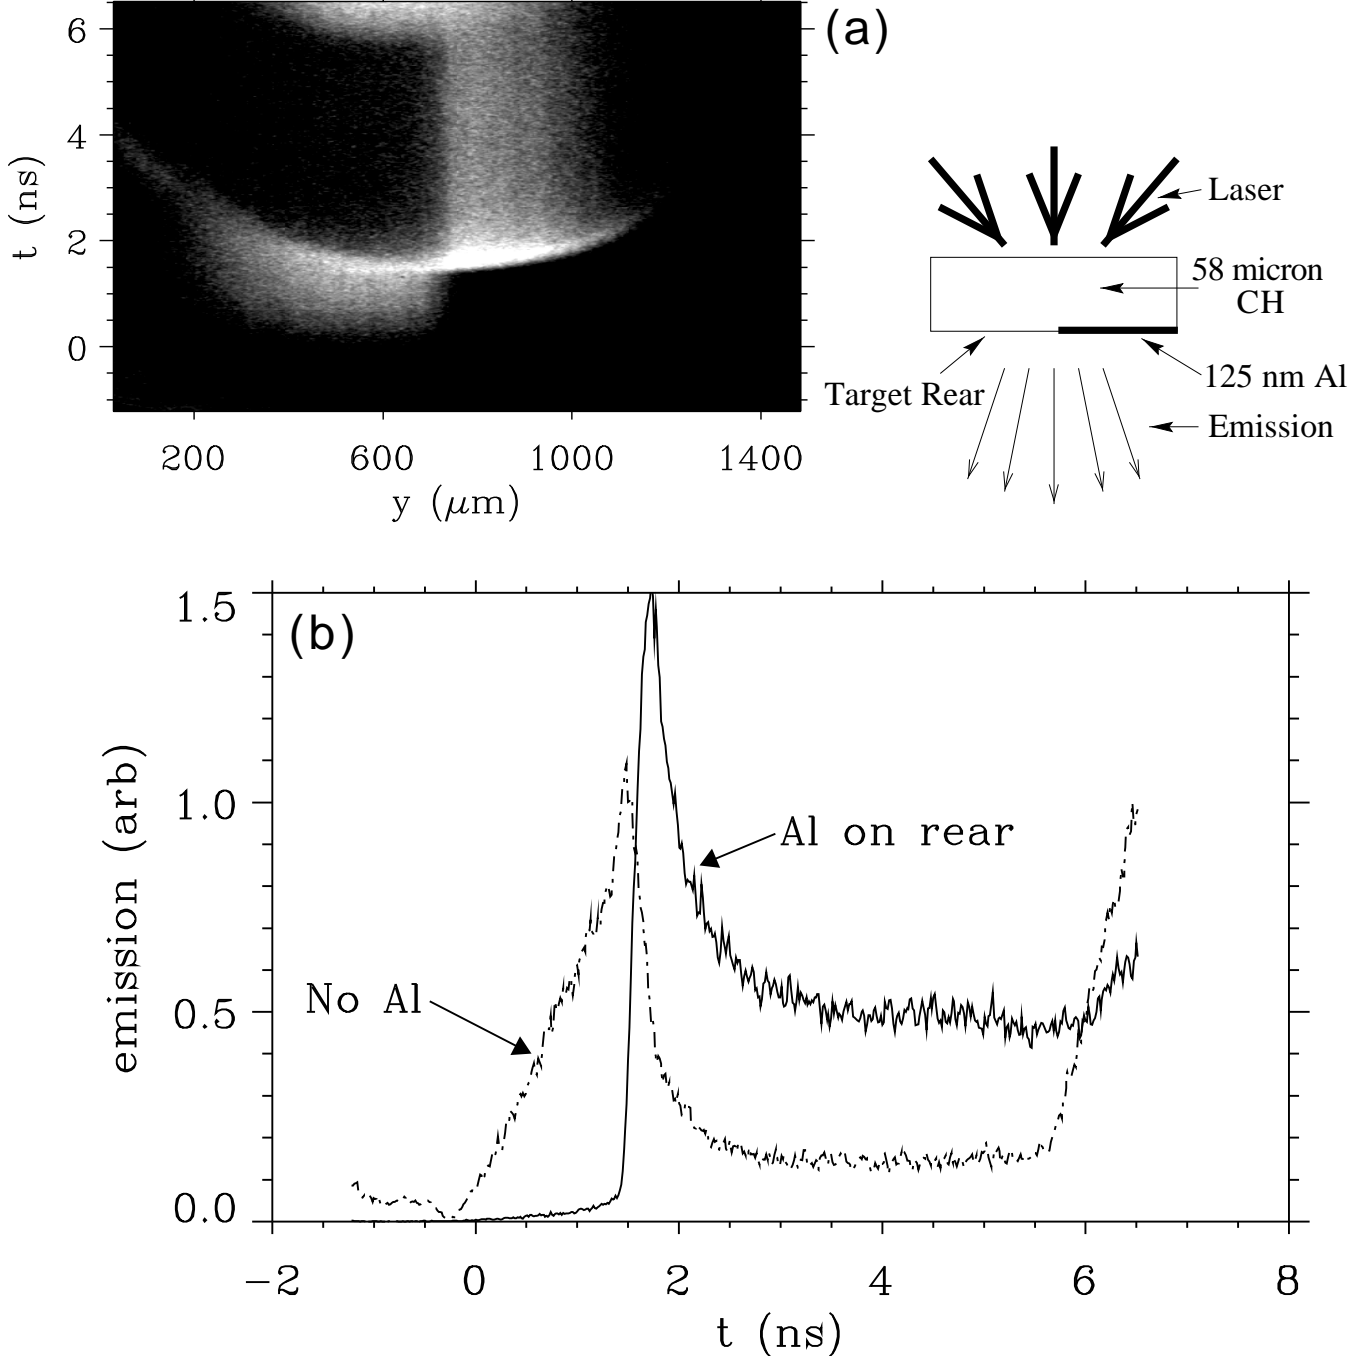 (a)
6
4
2
0
t (ns)
200 600 1000 1400
y (μm)
Laser
58 micron
CH
125 nm Al
Target Rear
Emission
(b)
1.5
1.0
0.5
0.0
emission (arb)
Al on rear
No Al
−2 0 2 4 6 8
t (ns)